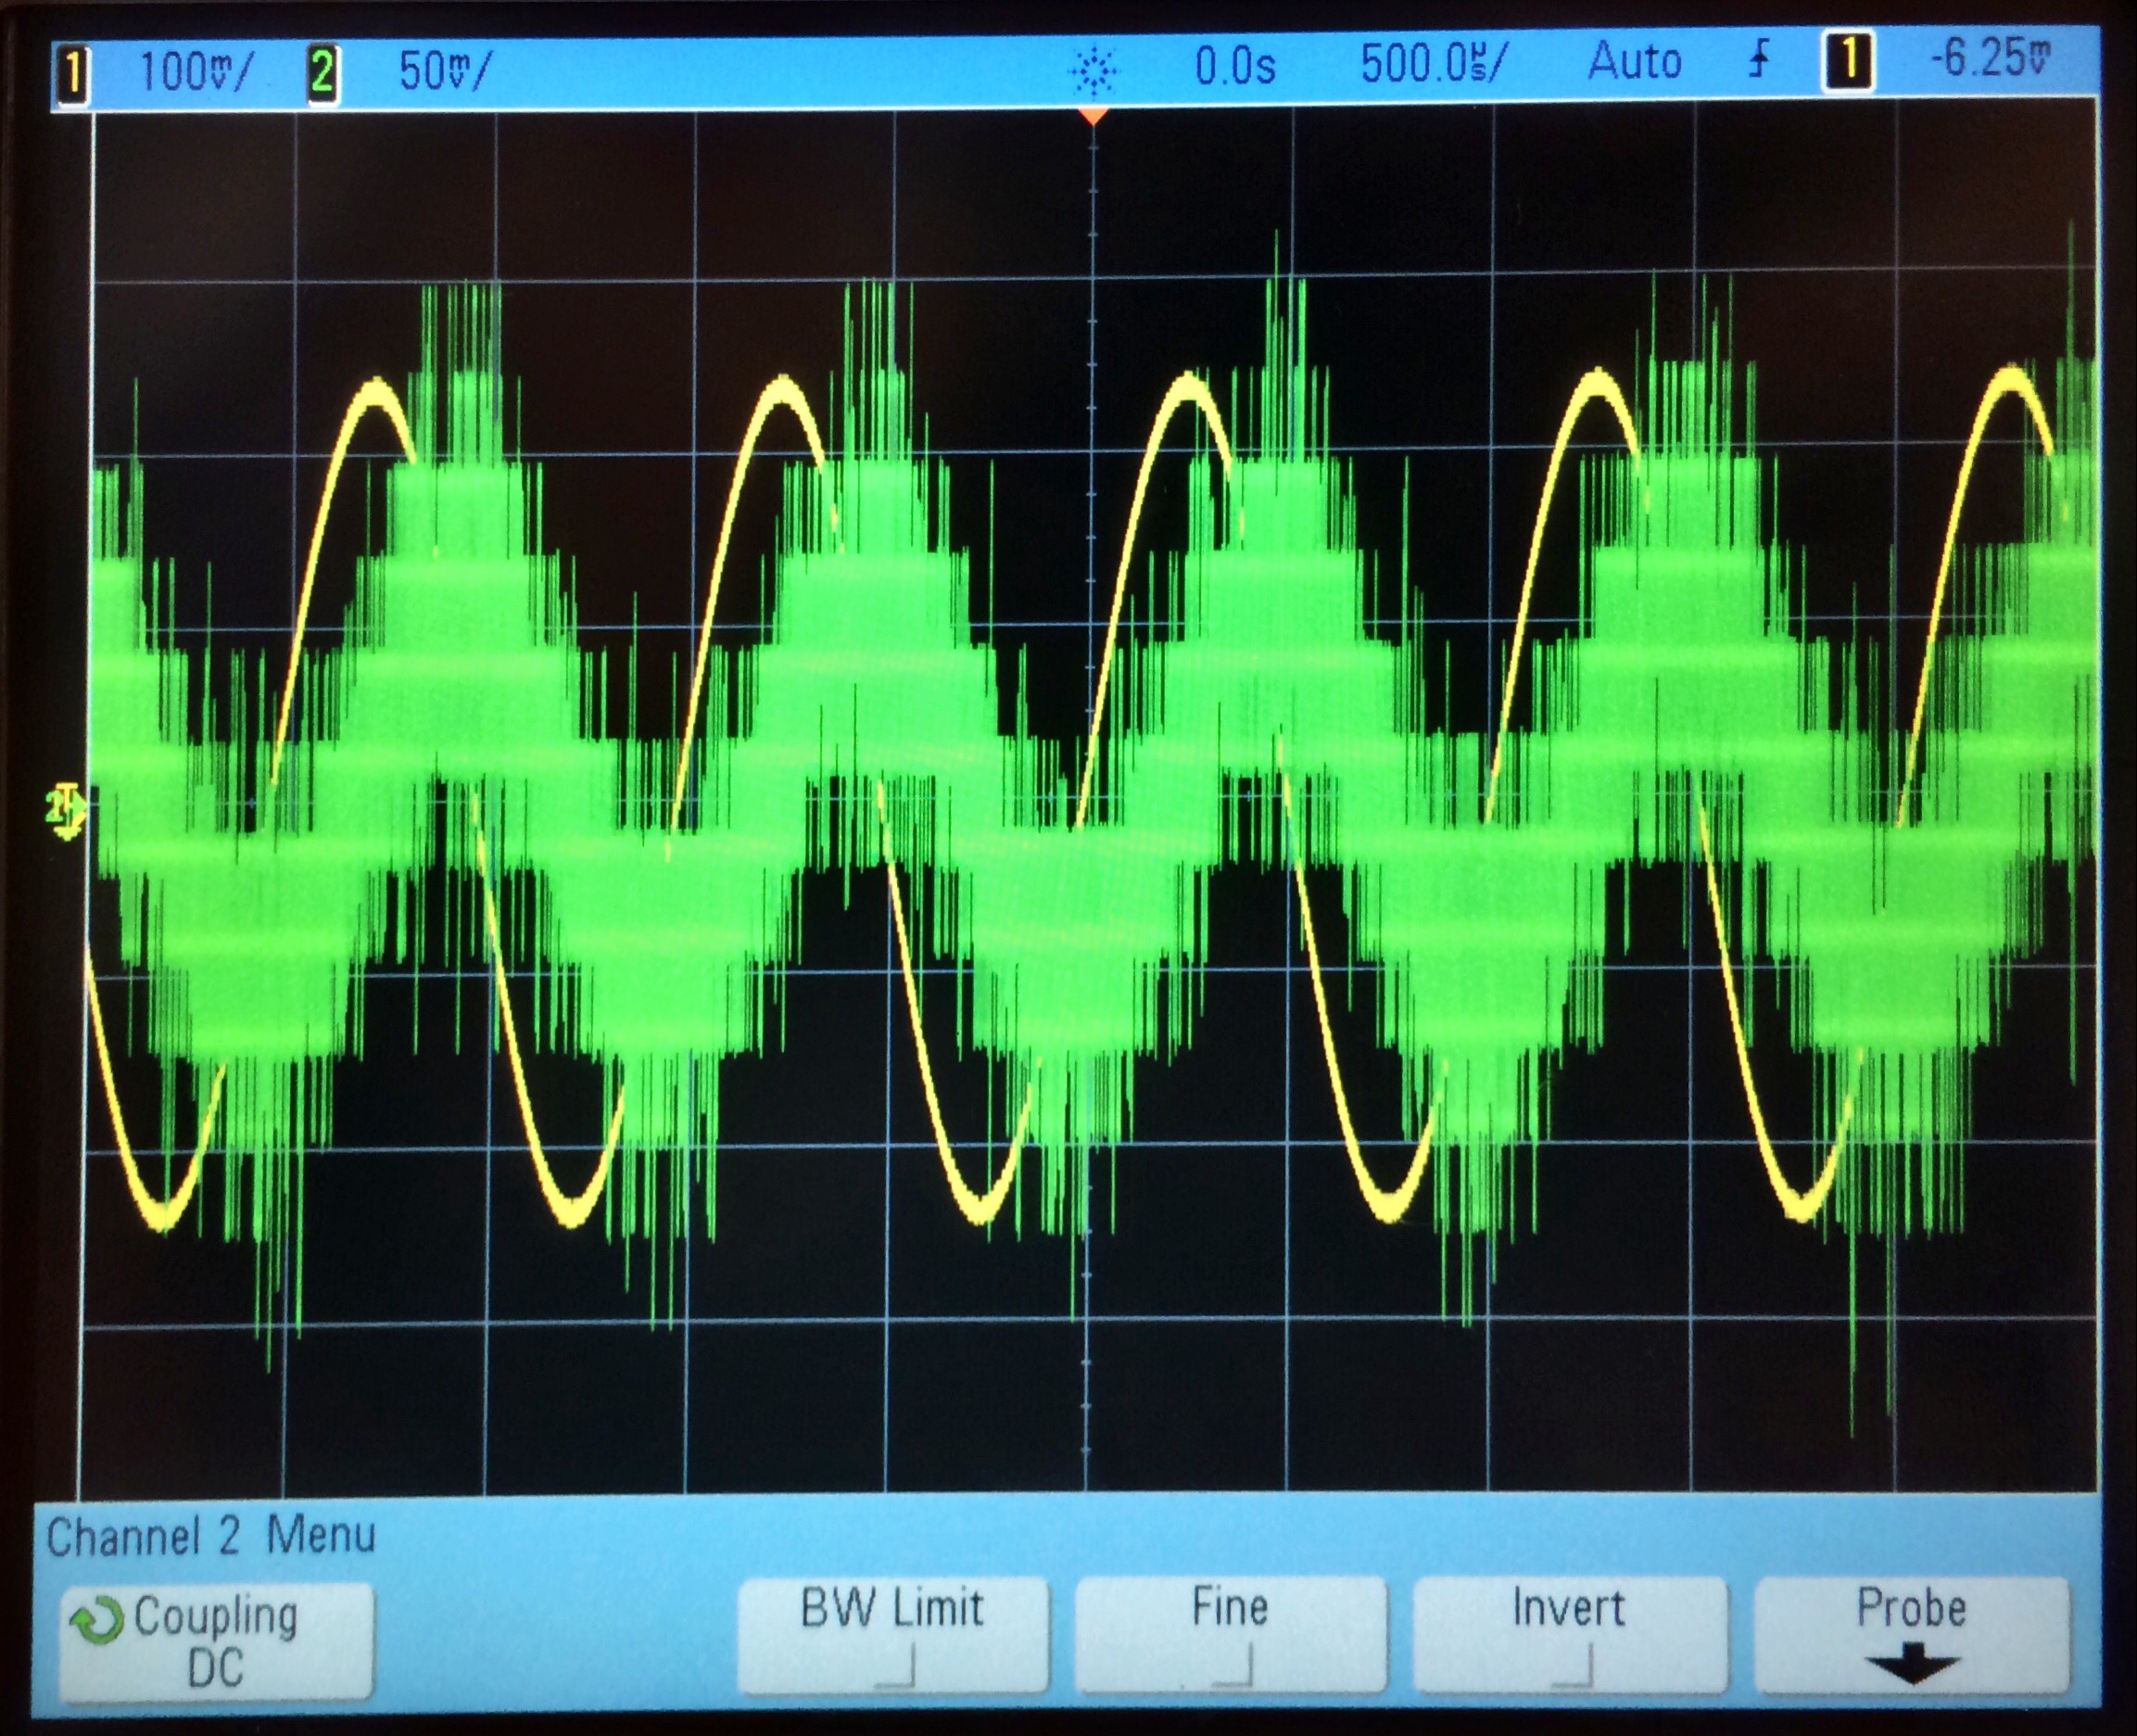 1 100mV/ 2 50mV/ 0.0s 500.0µs/ Auto 1 -6.25mV
2 T
Channel 2 Menu
Coupling BW Limit Fine Invert Probe
DC